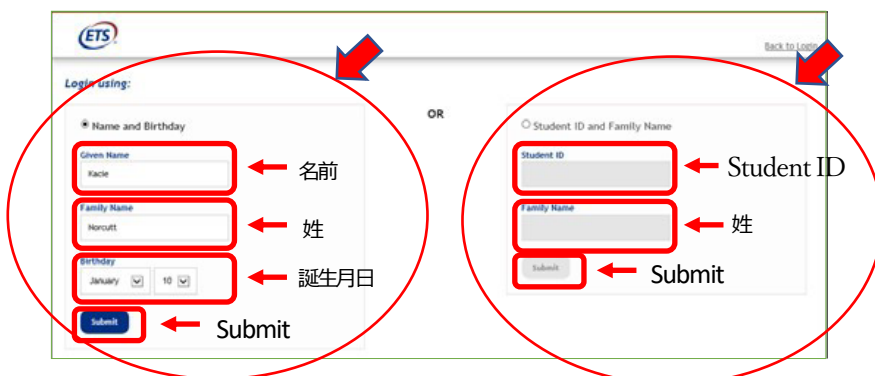 ETS
Back to Login
Login using:
Name and Birthday
Given Name
Kacie
名前
Family Name
Norcutt
姓
Birthday
January 10
誕生月日
Submit
Submit
OR
Student ID and Family Name
Student ID
Student ID
Family Name
姓
Submit
Submit